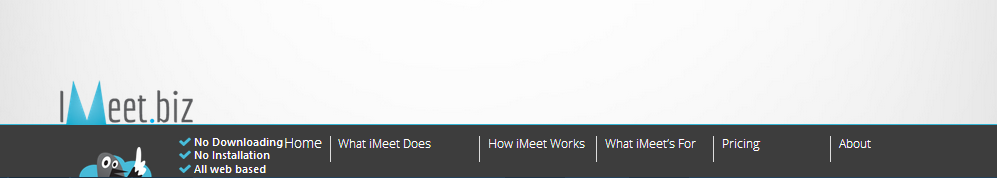 IMeet.biz
No Downloading
No Installation
All web based
Home
What iMeet Does
How iMeet Works
What iMeet's For
Pricing
About